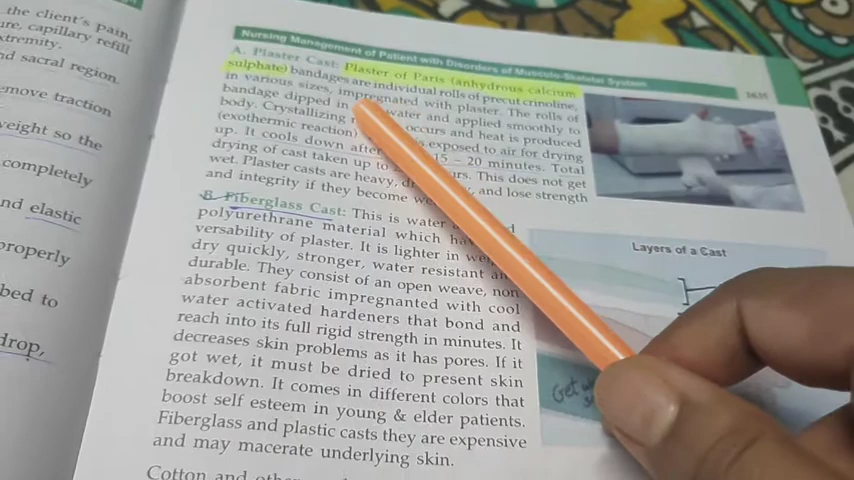 the client's pain,
capillary refill
extremity.
nd sacral region.
remove traction
weight so the
completely
nd elastic
properly
bed to
drop,
Nursing Management of Patient with Disorders of Musculo-Skeletal System
A. Plaster Cast: Plaster of Paris (anhydrous calcium
sulphate) bandages are individual rolls of precut crinoline,
in various sizes, impregnated with plaster. The rolls of
bandage dipped in water and applied smoothly to
body. Crystallizing occurs and heat is produced
(exothermic reaction) is exposed to air for drying
up. It cools down after 15 – 20 minutes. Total
drying of cast taken up to This does not get
wet. Plaster casts are heavy, and lose strength
and integrity if they become
B. Fiberglass Cast: This is water
polyurethrane material which
versability of plaster. It is lighter in
dry quickly, stronger, water resistant
durable. They consist of an open weave, non
absorbent fabric impregnanted with cool
water activated hardeners that bond and
reach into its full rigid strength in minutes. It
decreases skin problems as it has pores. If it
got wet, it must be dried to present skin
breakdown. It comes in different colors that
boost self esteem in young & elder patients.
Fiberglass and plastic casts they are expensive
and may macerate underlying skin.
Cotton and other
Layers of a Cast
Get